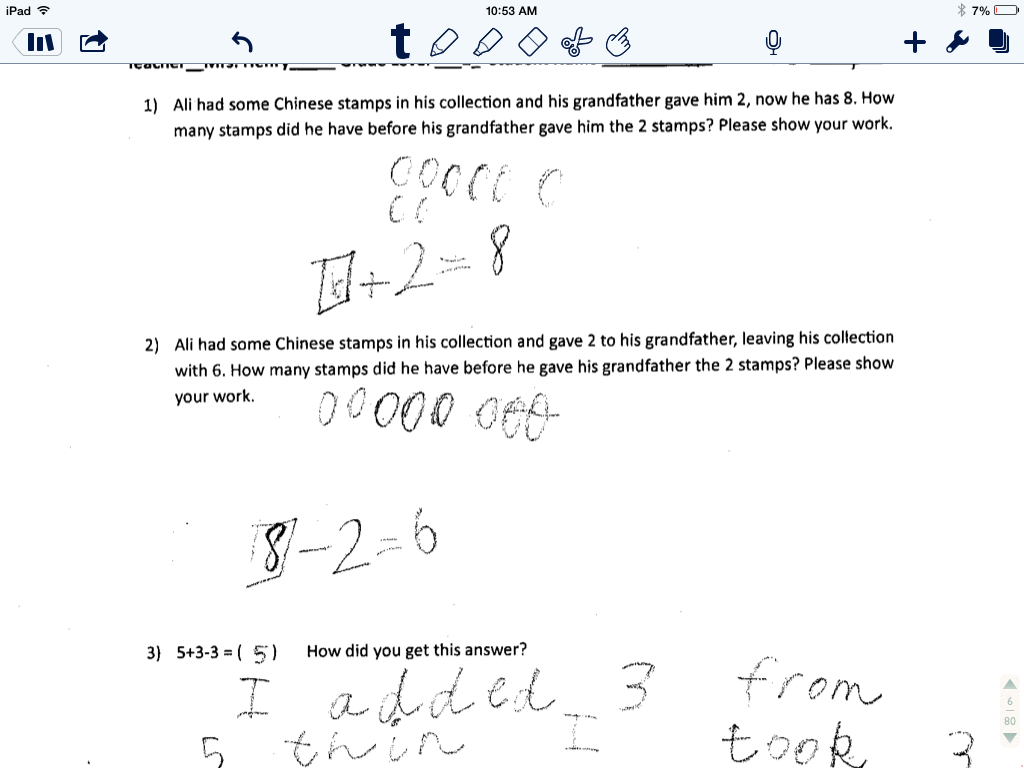 iPad 10:53 AM 7%
t
1) Ali had some Chinese stamps in his collection and his grandfather gave him 2, now he has 8. How
many stamps did he have before his grandfather gave him the 2 stamps? Please show your work.
+2=8
2) Ali had some Chinese stamps in his collection and gave 2 to his grandfather, leaving his collection
with 6. How many stamps did he have before he gave his grandfather the 2 stamps? Please show
your work.
8-2=6
3) 5+3-3 = ( 5 ) How did you get this answer?
I added 3 from
5 thin I took 3
6
80